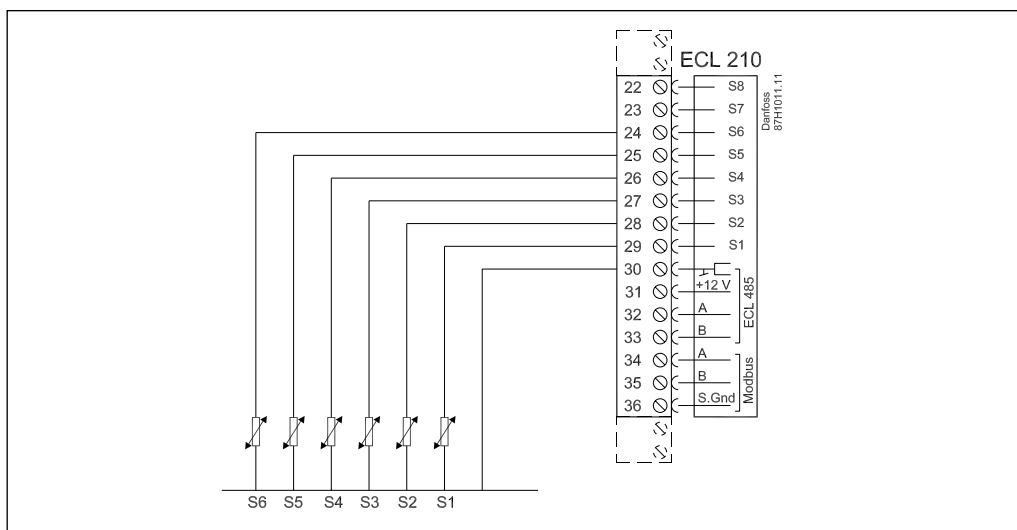 ECL 210
22 S8
23 S7
24 S6
25 S5
26 S4
27 S3
28 S2
29 S1
30
31 +12 V
32 A
33 B
ECL 485
34 A
35 B
36 S.Gnd
Modbus
Danfoss
87H1011.11
S6 S5 S4 S3 S2 S1